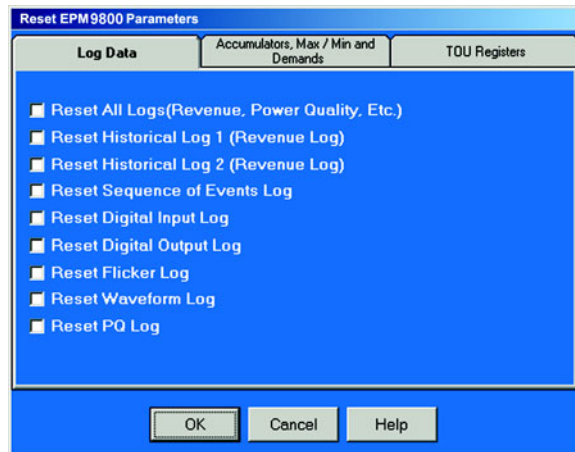 Reset EPM9800 Parameters
Log Data
Accumulators, Max / Min and
Demands
TOU Registers
Reset All Logs(Revenue, Power Quality, Etc.)
Reset Historical Log 1 (Revenue Log)
Reset Historical Log 2 (Revenue Log)
Reset Sequence of Events Log
Reset Digital Input Log
Reset Digital Output Log
Reset Flicker Log
Reset Waveform Log
Reset PQ Log
OK
Cancel
Help